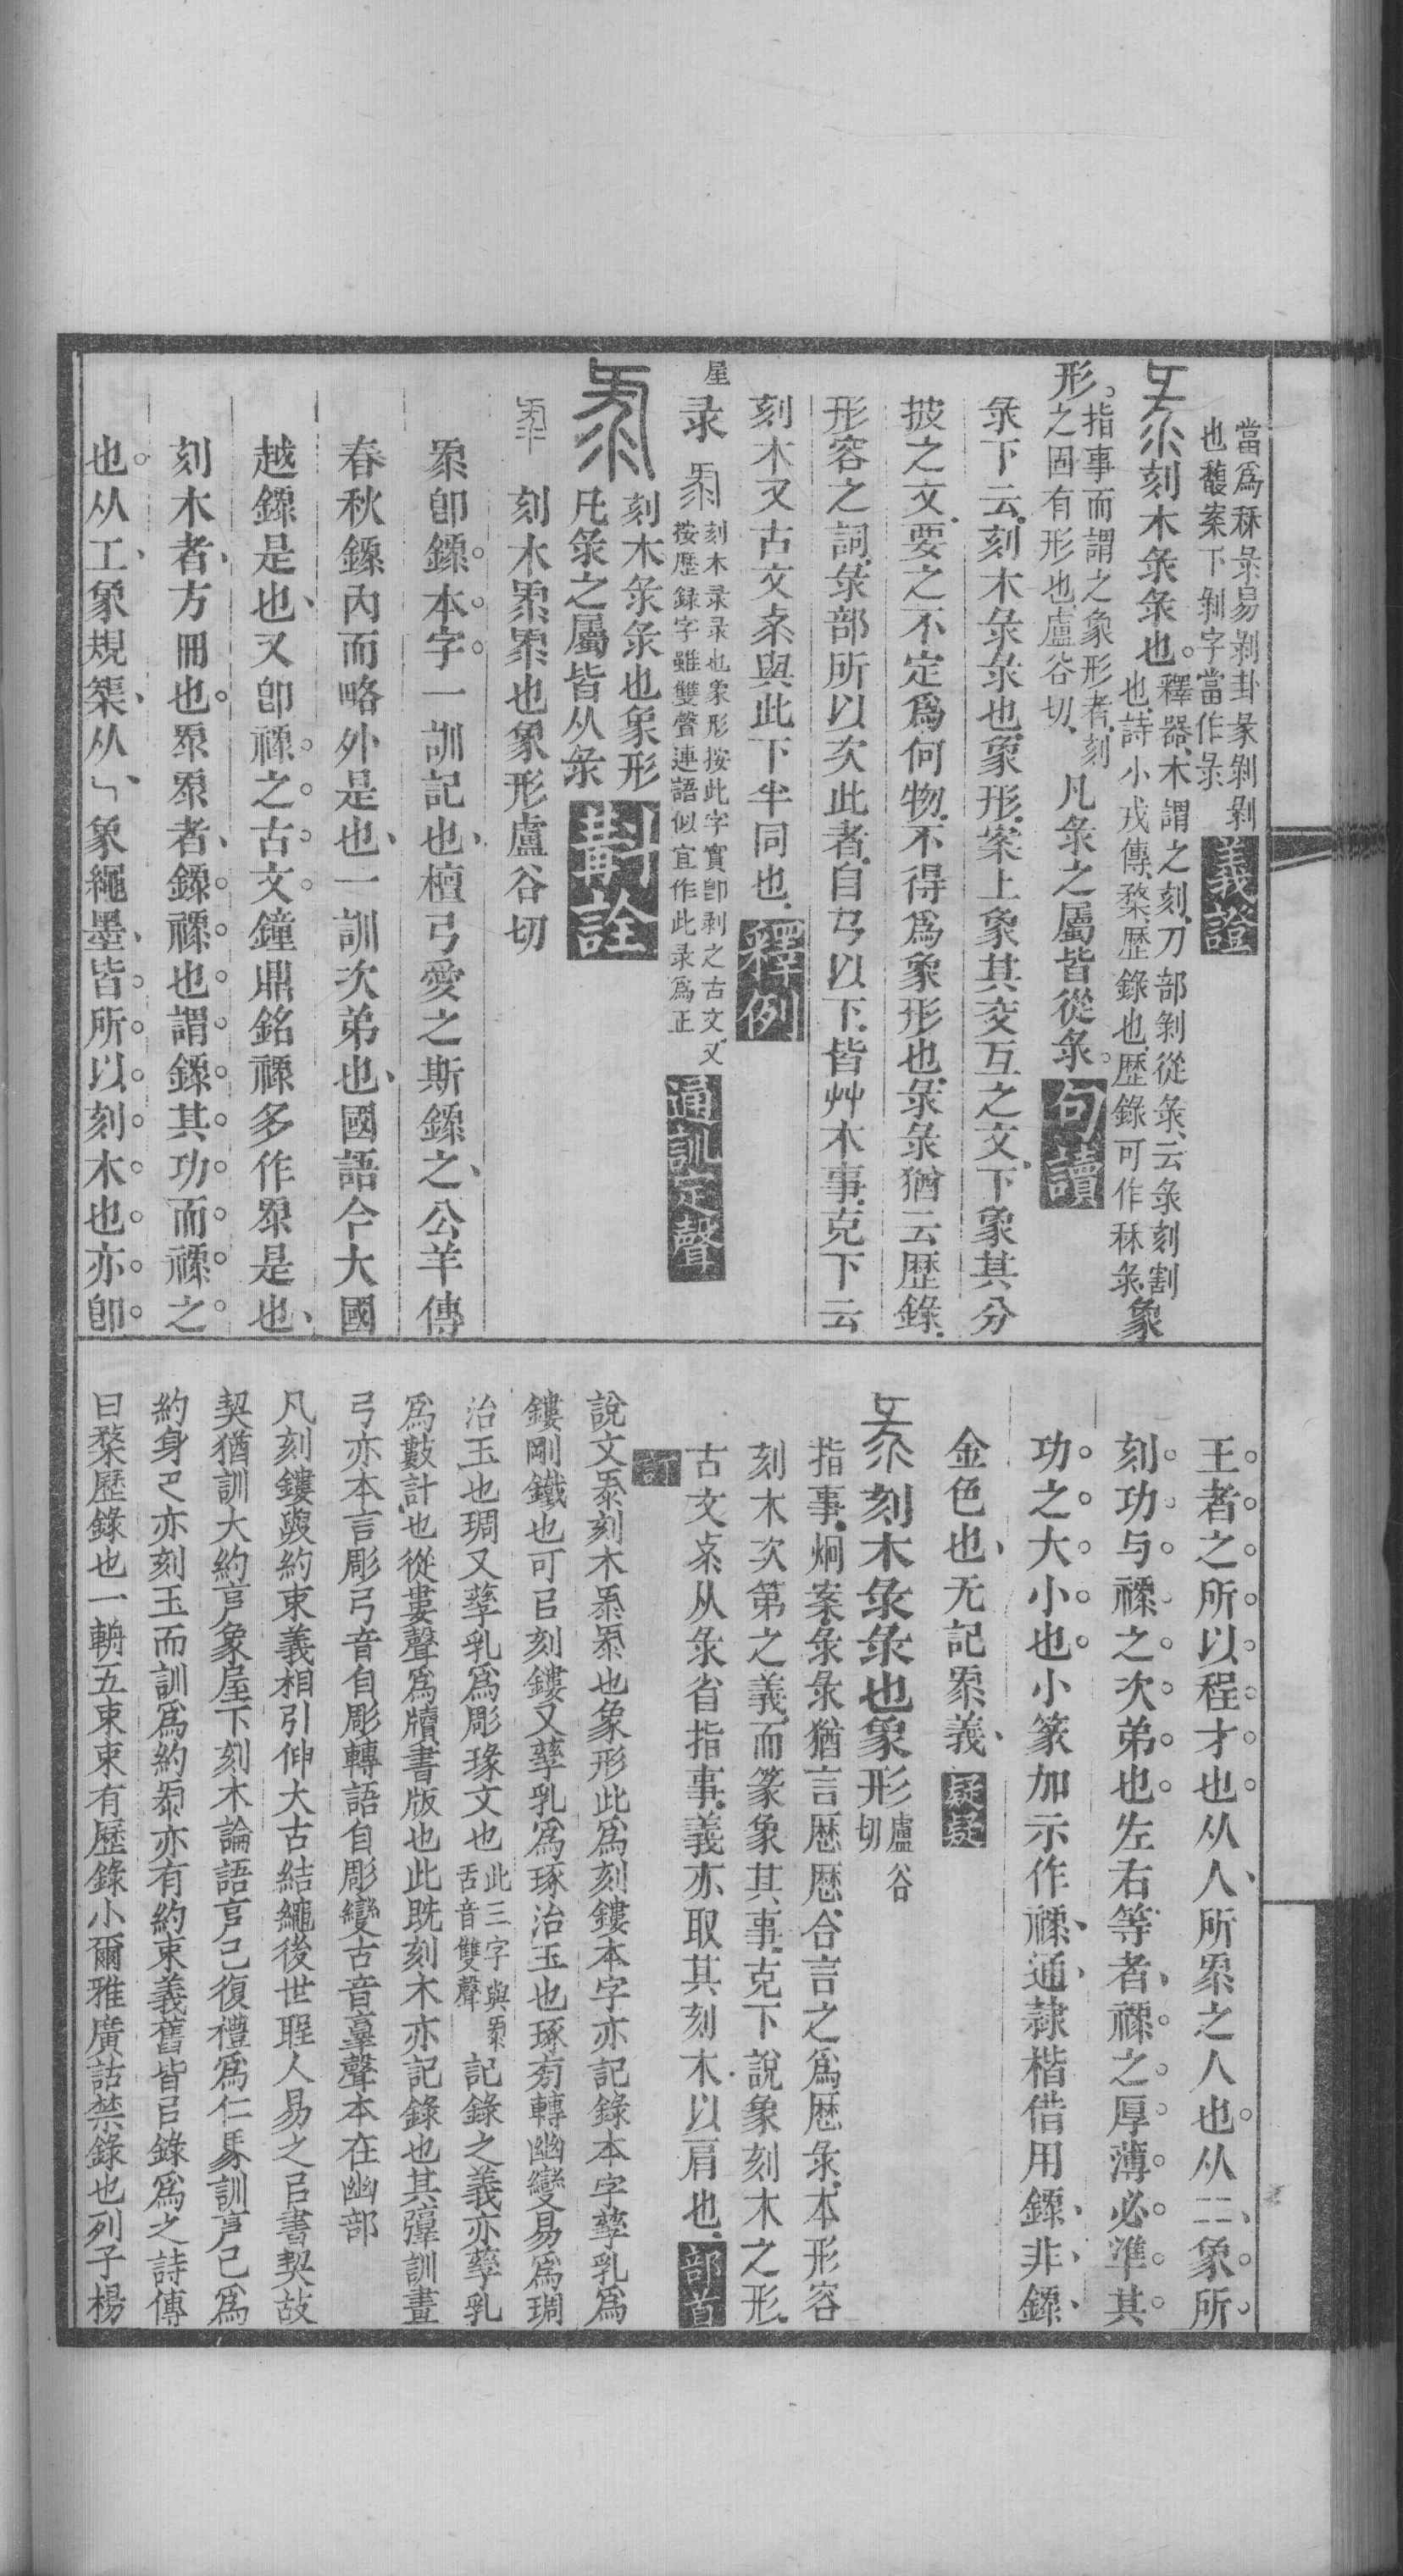 當爲秝彔易剥卦彖剝剥
也馥案下剝字當作彔
義證
彔刻木彔彔也。
釋器、木謂之刻、刀部剝從彔、云彔刻割
也、詩小戎傳、楘歷錄也、歷錄可作秝彔
象
形。
指事而謂之象形者、刻
之固有形也、盧谷切、
凡彔之屬皆從彔。句讀
彔下云、刻木彔彔也、象形、案上象其交互之文、下象其分
披之文、要之不定爲何物、不得爲象形也、彔彔猶云歷錄、
形容之詞、彔部所以次此者、自𢎘以下、皆艸木事、克下云
刻木又古文𠅏與此下半同也、釋例
屋
录
刻木录录也象形按此字實卽剥之古文又
按歷録字雖雙聲連語似宜作此录爲正
通訓定聲
刻木彔彔也象形
凡彔之屬皆从彔
詮
刻木彔彔也象形盧谷切
彔卽錄本字一訓記也、檀弓愛之斯錄之、公羊傳
春秋錄內而略外是也、一訓次弟也、國語仐大國
越錄是也、又卽祿之古文鐘鼎銘祿多作彔是也、
刻木者、方冊也彔彔者、錄祿也謂錄其功而祿之
也从工、象規榘、从㇕、象繩墨、皆所以刻木也亦卽
王者之所以程才也从人、所彔之人也从二、象所
刻功与祿之次弟也左右等者、祿之厚薄必準其
功之大小也小篆加示作祿、通隷楷借用錄、非、錄、
金色也、无記彔義、疑疑
彔刻木彔彔也象形
盧谷
切
指事、炯案、彔彔猶言厯厯、合言之爲厯彔、本形容
刻木次第之義、而篆象其事、克下說象刻木之形、
古文𠅏从彔省指事、義亦取其刻木、以肩也、部首
訂
說文彔刻木彔彔也象形此爲刻鏤本字亦記錄本字孳乳爲
鏤剛鐵也可㠯刻鏤又孳乳爲琢治玉也琢㫄轉幽變易爲琱
治玉也琱又孳乳爲彫琢文也
此三字與彔
舌音雙聲
記錄之義亦孳乳
爲數計也從婁聲爲牘書版也此旣刻木亦記錄也其弴訓畫
弓亦本言彫弓音自彫轉語自彫變古音𦎫聲本在幽部
凡刻鏤與約束義相引伸大古結繩後世聖人易之㠯書契故
契猶訓大約克象屋下刻木論語克己復禮爲仁馬訓克己爲
約身㔾亦刻玉而訓爲約彔亦有約束義舊皆㠯錄爲之詩傳
曰楘歷錄也一輈五束束有歷錄小爾雅廣詁禁錄也列子楊